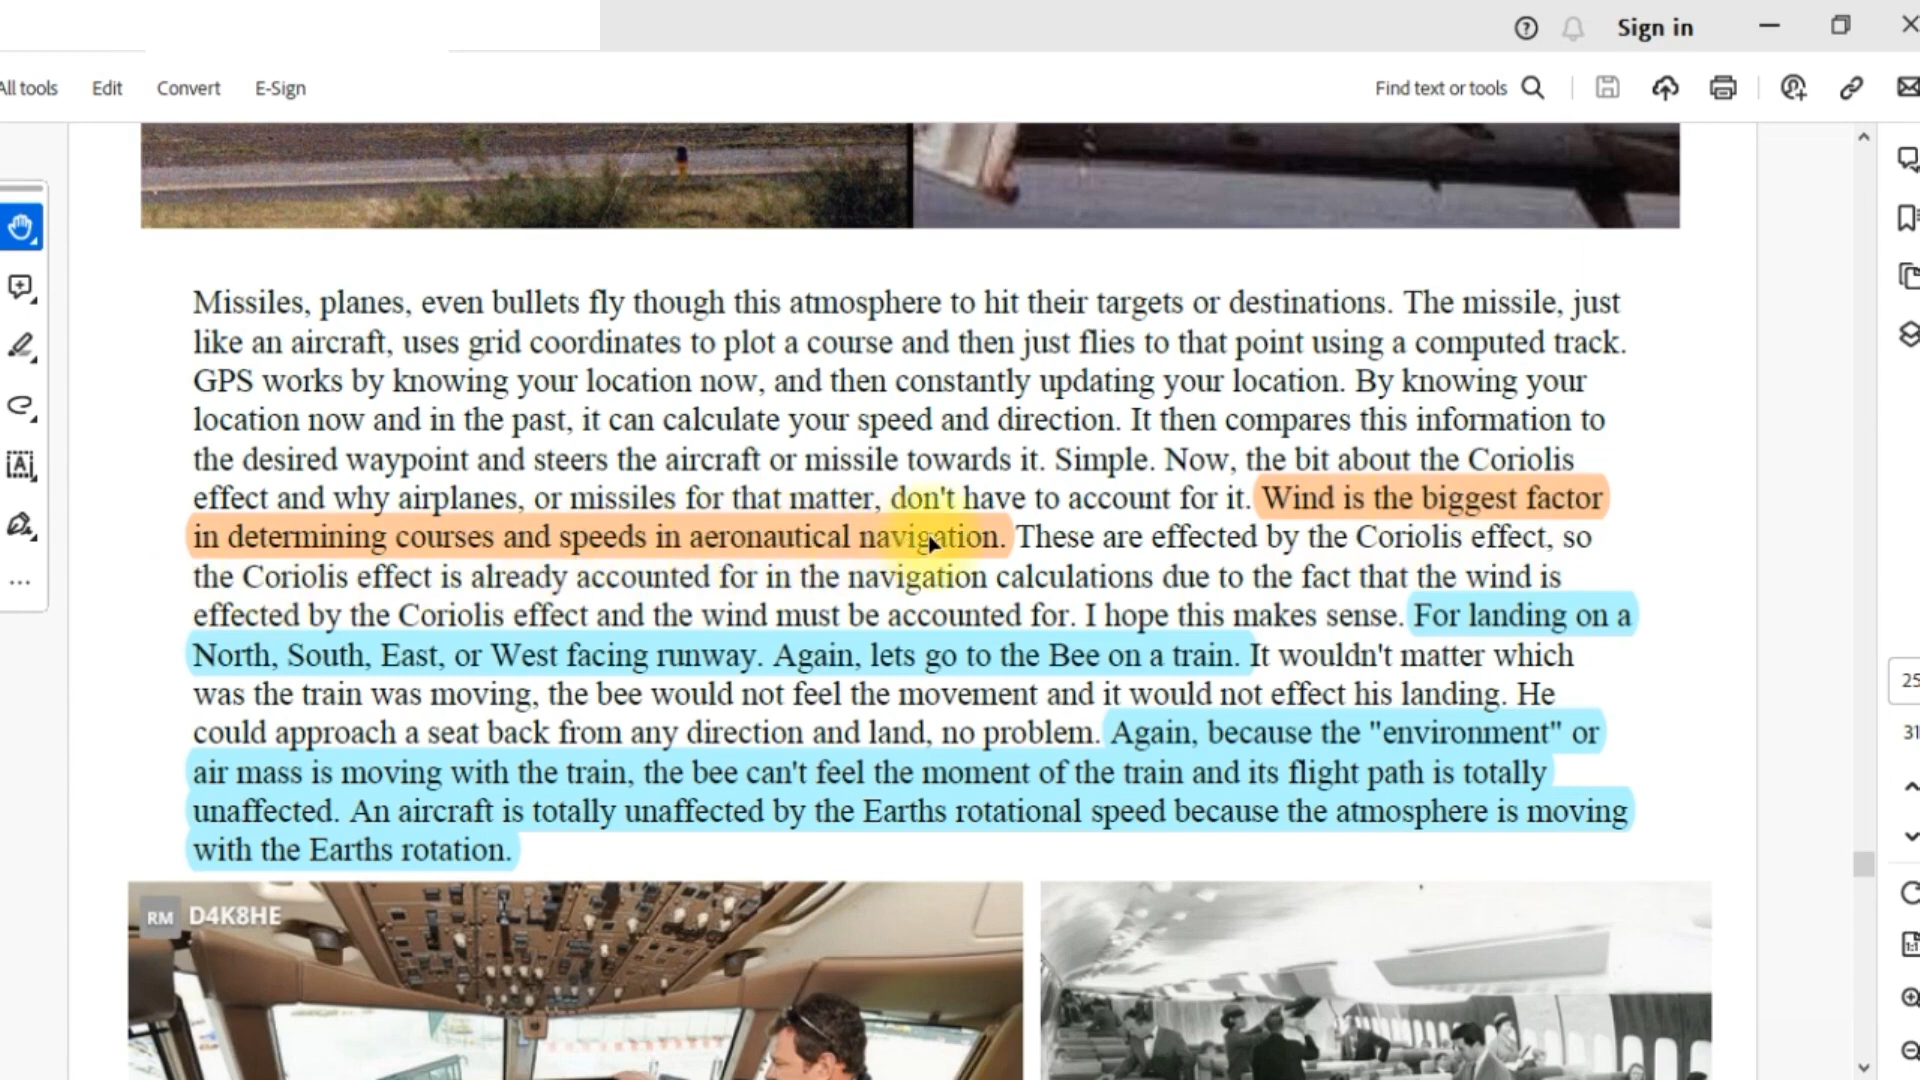 Sign in
All tools Edit Convert E-Sign Find text or tools
Missiles, planes, even bullets fly though this atmosphere to hit their targets or destinations. The missile, just
like an aircraft, uses grid coordinates to plot a course and then just flies to that point using a computed track.
GPS works by knowing your location now, and then constantly updating your location. By knowing your
location now and in the past, it can calculate your speed and direction. It then compares this information to
the desired waypoint and steers the aircraft or missile towards it. Simple. Now, the bit about the Coriolis
effect and why airplanes, or missiles for that matter, don't have to account for it. Wind is the biggest factor
in determining courses and speeds in aeronautical navigation. These are effected by the Coriolis effect, so
the Coriolis effect is already accounted for in the navigation calculations due to the fact that the wind is
effected by the Coriolis effect and the wind must be accounted for. I hope this makes sense. For landing on a
North, South, East, or West facing runway. Again, lets go to the Bee on a train. It wouldn't matter which
was the train was moving, the bee would not feel the movement and it would not effect his landing. He
could approach a seat back from any direction and land, no problem. Again, because the "environment" or
air mass is moving with the train, the bee can't feel the moment of the train and its flight path is totally
unaffected. An aircraft is totally unaffected by the Earths rotational speed because the atmosphere is moving
with the Earths rotation.
RM D4K8HE
25
31